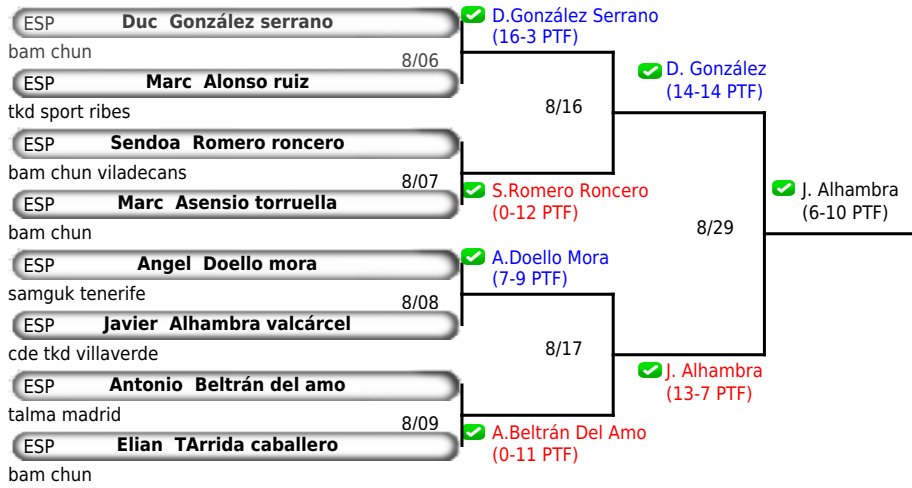 ESP Duc González serrano
bam chun
8/06
ESP Marc Alonso ruiz
tkd sport ribes
ESP Sendoa Romero roncero
bam chun viladecans
8/07
ESP Marc Asensio torruella
bam chun
ESP Angel Doello mora
samguk tenerife
8/08
ESP Javier Alhambra valcárcel
cde tkd villaverde
ESP Antonio Beltrán del amo
talma madrid
8/09
ESP Elian TArrida caballero
bam chun
D.González Serrano
(16-3 PTF)
8/16
S.Romero Roncero
(0-12 PTF)
A.Doello Mora
(7-9 PTF)
8/17
A.Beltrán Del Amo
(0-11 PTF)
D. González
(14-14 PTF)
8/29
J. Alhambra
(13-7 PTF)
J. Alhambra
(6-10 PTF)